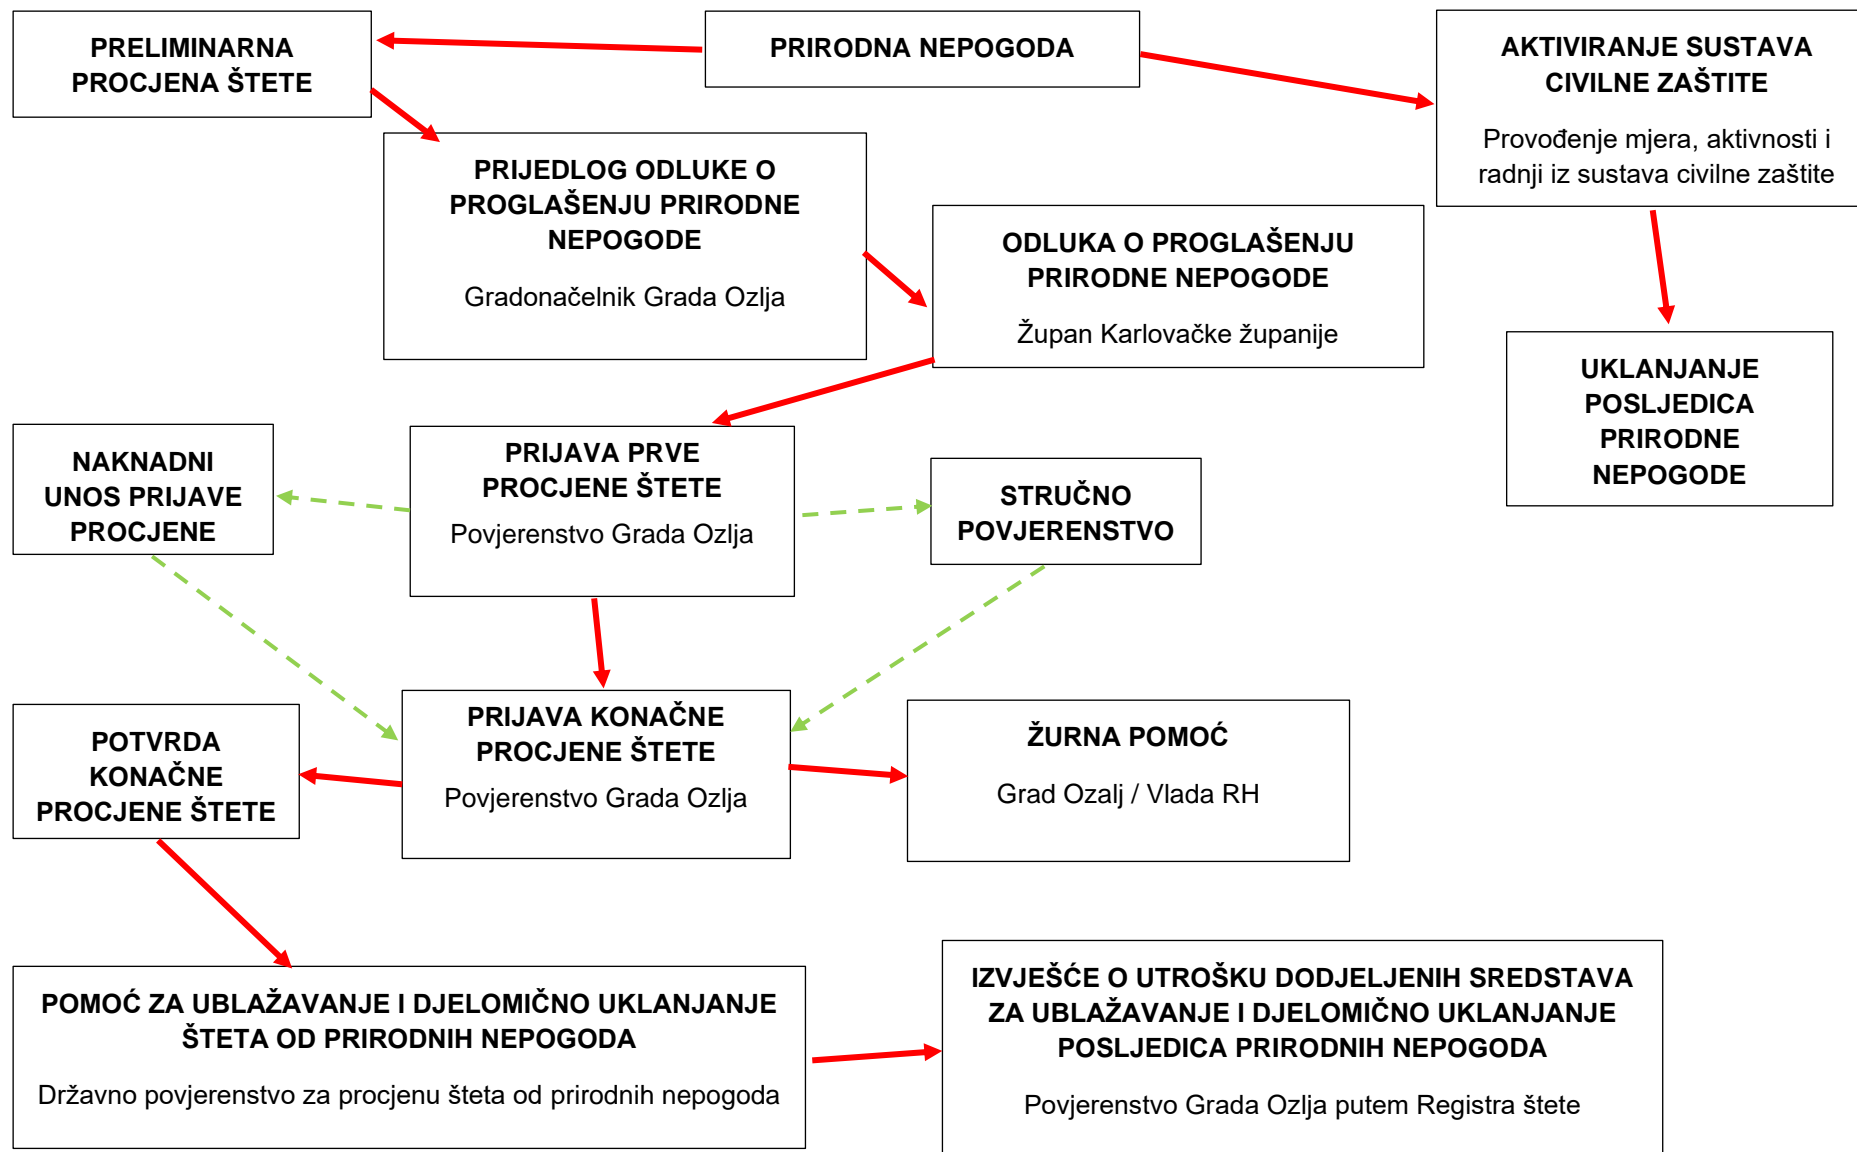 PRELIMINARNA
PROCJENA ŠTETE
PRIRODNA NEPOGODA
AKTIVIRANJE SUSTAVA
CIVILNE ZAŠTITE
Provođenje mjera, aktivnosti i
radnji iz sustava civilne zaštite
PRIJEDLOG ODLUKE O
PROGLAŠENJU PRIRODNE
NEPOGODE
Gradonačelnik Grada Ozlja
ODLUKA O PROGLAŠENJU
PRIRODNE NEPOGODE
Župan Karlovačke županije
UKLANJANJE
POSLJEDICA
PRIRODNE
NEPOGODE
NAKNADNI
UNOS PRIJAVE
PROCJENE
PRIJAVA PRVE
PROCJENE ŠTETE
Povjerenstvo Grada Ozlja
STRUČNO
POVJERENSTVO
POTVRDA
KONAČNE
PROCJENE ŠTETE
PRIJAVA KONAČNE
PROCJENE ŠTETE
Povjerenstvo Grada Ozlja
ŽURNA POMOĆ
Grad Ozalj / Vlada RH
POMOĆ ZA UBLAŽAVANJE I DJELOMIČNO UKLANJANJE
ŠTETA OD PRIRODNIH NEPOGODA
Državno povjerenstvo za procjenu šteta od prirodnih nepogoda
IZVJEŠĆE O UTROŠKU DODJELJENIH SREDSTAVA
ZA UBLAŽAVANJE I DJELOMIČNO UKLANJANJE
POSLJEDICA PRIRODNIH NEPOGODA
Povjerenstvo Grada Ozlja putem Registra štete